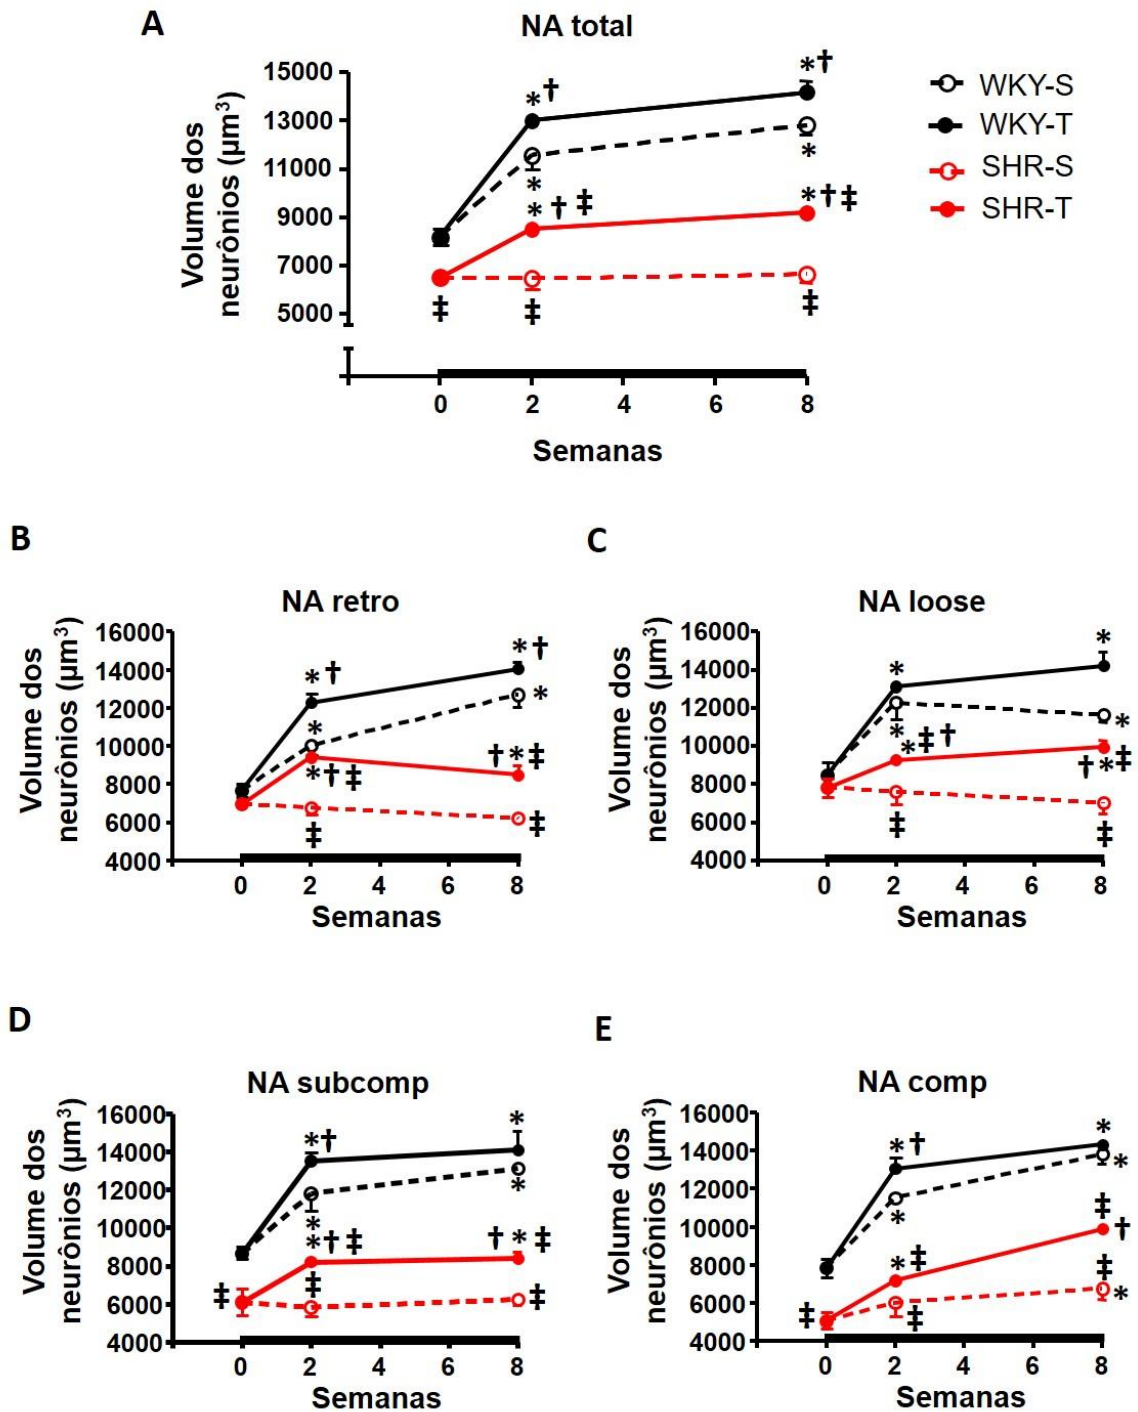 A
NA total
Volume dos
neurônios (µm³)
15000
13000
11000
9000
7000
5000
*†
*†
*
*
*†‡
*†‡
‡
‡
‡
0 2 4 6 8
Semanas
WKY-S
WKY-T
SHR-S
SHR-T
B
NA retro
Volume dos
neurônios (µm³)
16000
14000
12000
10000
8000
6000
4000
*†
*†
*
*
*†‡
†*‡
‡
‡
0 2 4 6 8
Semanas
C
NA loose
Volume dos
neurônios (µm³)
16000
14000
12000
10000
8000
6000
4000
*
*
*
*
*‡†
†*‡
‡
‡
0 2 4 6 8
Semanas
D
NA subcomp
Volume dos
neurônios (µm³)
16000
14000
12000
10000
8000
6000
4000
*†
*
*
*
*†‡
†*‡
‡
‡
‡
0 2 4 6 8
Semanas
E
NA comp
Volume dos
neurônios (µm³)
16000
14000
12000
10000
8000
6000
4000
*†
*
*
*
*‡
‡†
‡
‡
‡*
0 2 4 6 8
Semanas